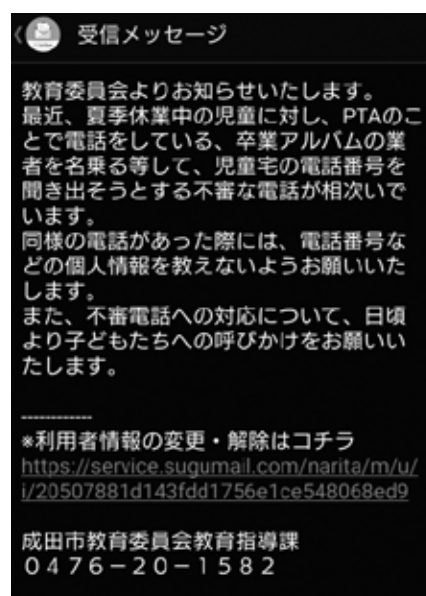 受信メッセージ
教育委員会よりお知らせいたします。
最近、夏季休業中の児童に対し、PTAのこ
とで電話をしている、卒業アルバムの業
者を名乗る等して、児童宅の電話番号を
聞き出そうとする不審な電話が相次いで
います。
同様の電話があった際には、電話番号な
どの個人情報を教えないようお願いいた
します。
また、不審電話への対応について、日頃
より子どもたちへの呼びかけをお願いい
たします。
-----------
※利用者情報の変更・解除はコチラ
https://service.sugumail.com/narita/m/u/
i/20507881d143fdd1756e1ce548068ed9
成田市教育委員会教育指導課
０４７６－２０－１５８２